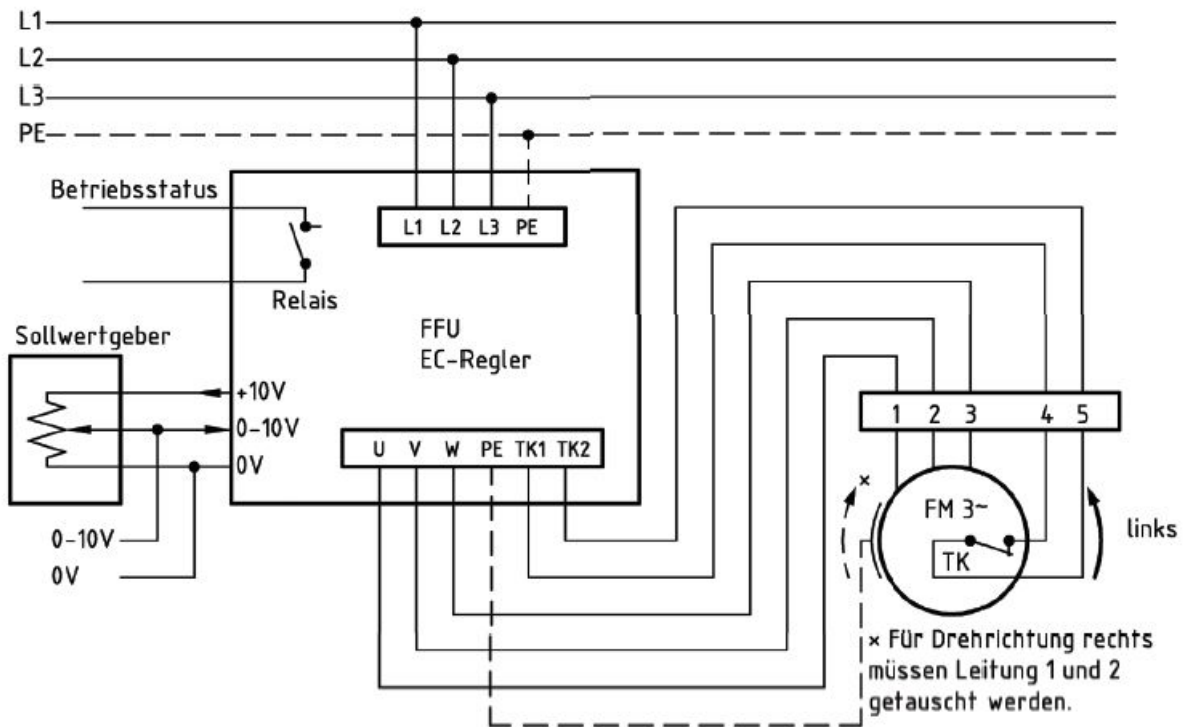 L1
L2
L3
PE
Betriebsstatus
L1 L2 L3 PE
Relais
Sollwertgeber
FFU
EC-Regler
+10V
0-10V
0V
U V W PE TK1 TK2
0-10V
0V
1 2 3 4 5
×
FM 3~
TK
links
× Für Drehrichtung rechts
müssen Leitung 1 und 2
getauscht werden.